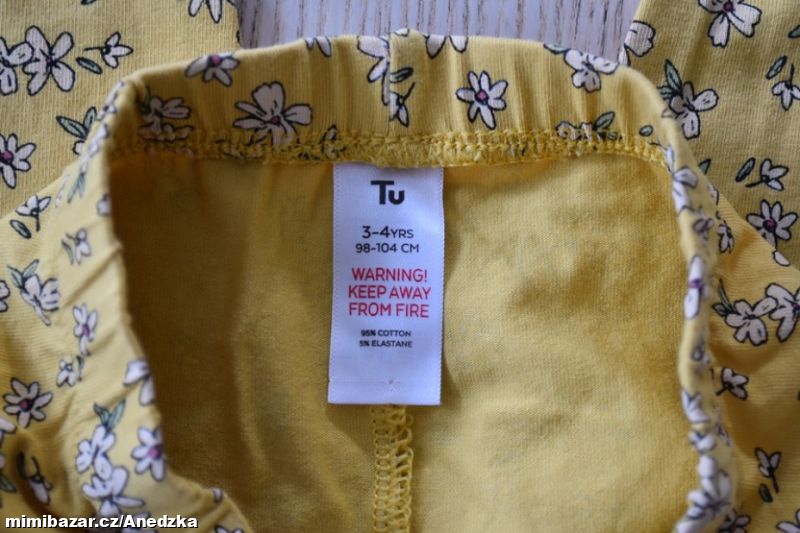 Tu
3-4YRS
98-104 CM
WARNING!
KEEP AWAY
FROM FIRE
95% COTTON
5% ELASTANE
mimibazar.cz/Anedzka